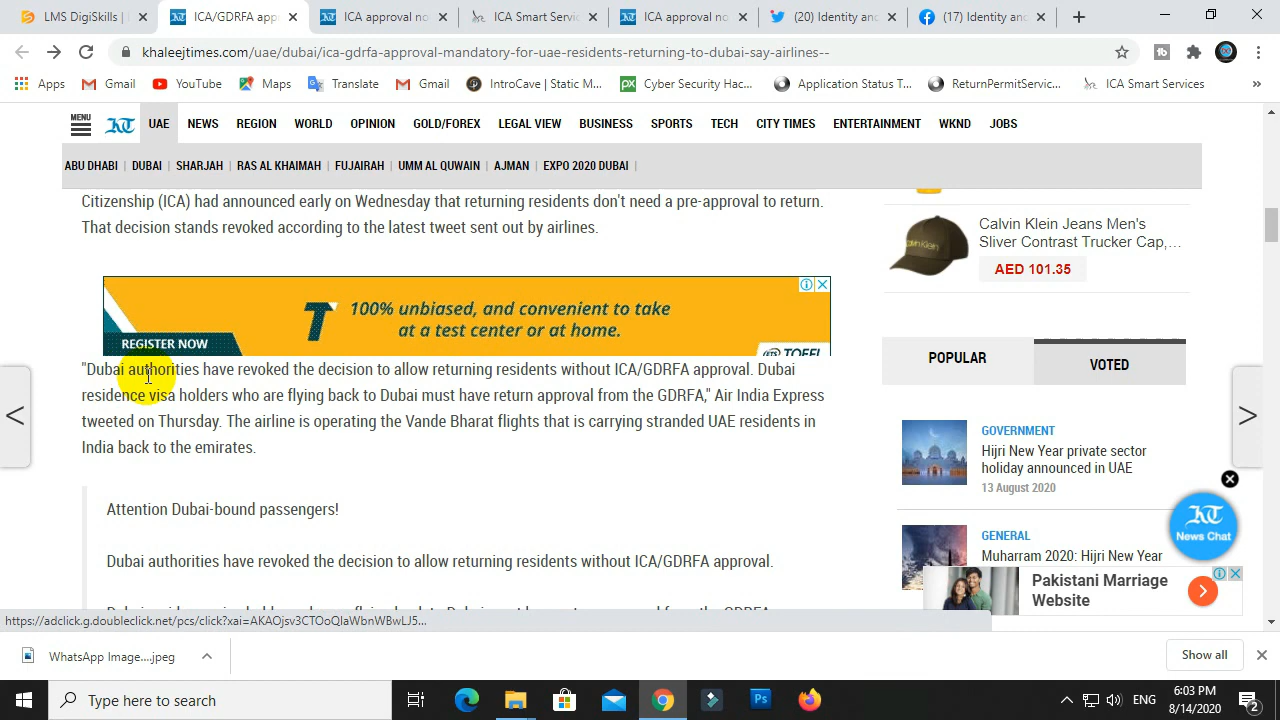 LMS DigiSkills |
ICA/GDRFA app
ICA approval no
ICA Smart Servic
ICA approval no
(20) Identity and
(17) Identity and
khaleejtimes.com/uae/dubai/ica-gdrfa-approval-mandatory-for-uae-residents-returning-to-dubai-say-airlines--
Apps
Gmail
YouTube
Maps
Translate
Gmail
IntroCave | Static M...
Cyber Security Hac...
Application Status T...
ReturnPermitServic...
ICA Smart Services
»
MENU
KT
UAE
NEWS
REGION
WORLD
OPINION
GOLD/FOREX
LEGAL VIEW
BUSINESS
SPORTS
TECH
CITY TIMES
ENTERTAINMENT
WKND
JOBS
ABU DHABI | DUBAI | SHARJAH | RAS AL KHAIMAH | FUJAIRAH | UMM AL QUWAIN | AJMAN | EXPO 2020 DUBAI |
Citizenship (ICA) had announced early on Wednesday that returning residents don't need a pre-approval to return.
That decision stands revoked according to the latest tweet sent out by airlines.
100% unbiased, and convenient to take
at a test center or at home.
REGISTER NOW
T
ETS TOEFL
"Dubai authorities have revoked the decision to allow returning residents without ICA/GDRFA approval. Dubai
residence visa holders who are flying back to Dubai must have return approval from the GDRFA," Air India Express
tweeted on Thursday. The airline is operating the Vande Bharat flights that is carrying stranded UAE residents in
India back to the emirates.
Attention Dubai-bound passengers!
Dubai authorities have revoked the decision to allow returning residents without ICA/GDRFA approval.
Calvin Klein Jeans Men's
Sliver Contrast Trucker Cap,...
AED 101.35
POPULAR
VOTED
GOVERNMENT
Hijri New Year private sector
holiday announced in UAE
13 August 2020
GENERAL
Muharram 2020: Hijri New Year
KT
News Chat
Pakistani Marriage
Website
https://adclick.g.doubleclick.net/pcs/click?xai=AKAOjsv3CTOoQlaWbnWBwLJ5...
WhatsApp Image....jpeg
Show all
Type here to search
Ps
ENG
6:03 PM
8/14/2020
2